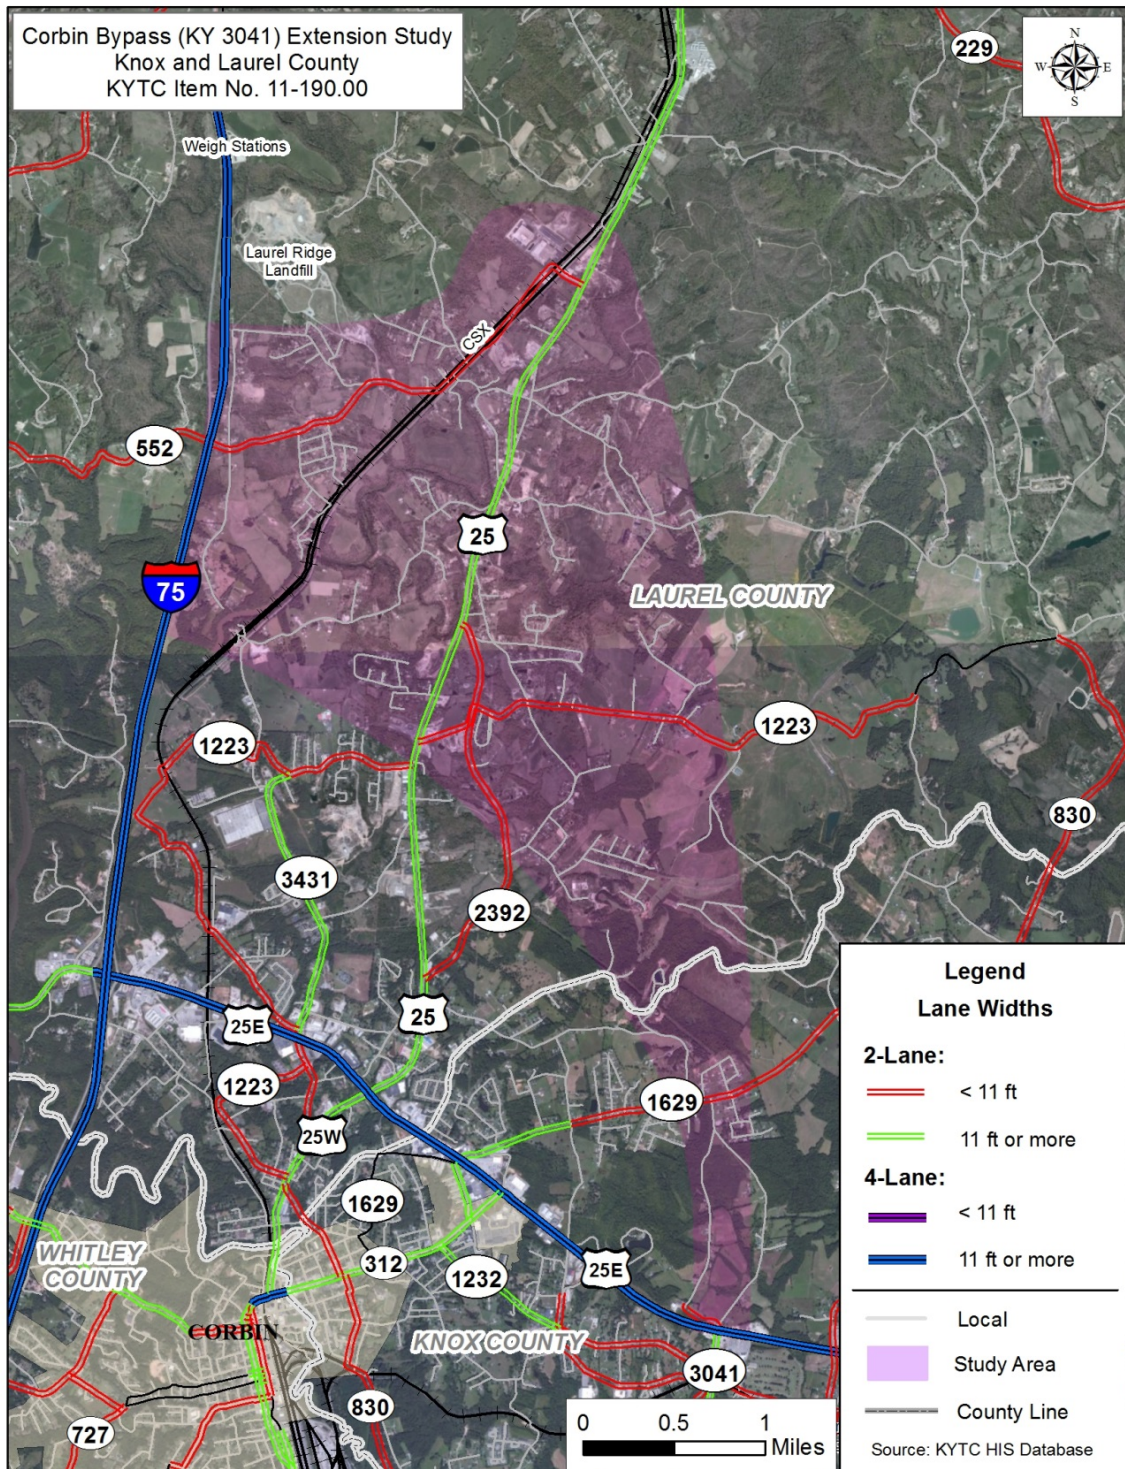 Corbin Bypass (KY 3041) Extension Study
Knox and Laurel County
KYTC Item No. 11-190.00
229
N
W E
S
Weigh Stations
Laurel Ridge
Landfill
CSX
552
25
75
LAUREL COUNTY
1223
1223
830
3431
2392
25
25E
1223
1629
25W
1629
WHITLEY
COUNTY
312
1232
25E
CORBIN
KNOX COUNTY
3041
830
727
0 0.5 1
Miles
Legend
Lane Widths
2-Lane:
< 11 ft
11 ft or more
4-Lane:
< 11 ft
11 ft or more
Local
Study Area
County Line
Source: KYTC HIS Database